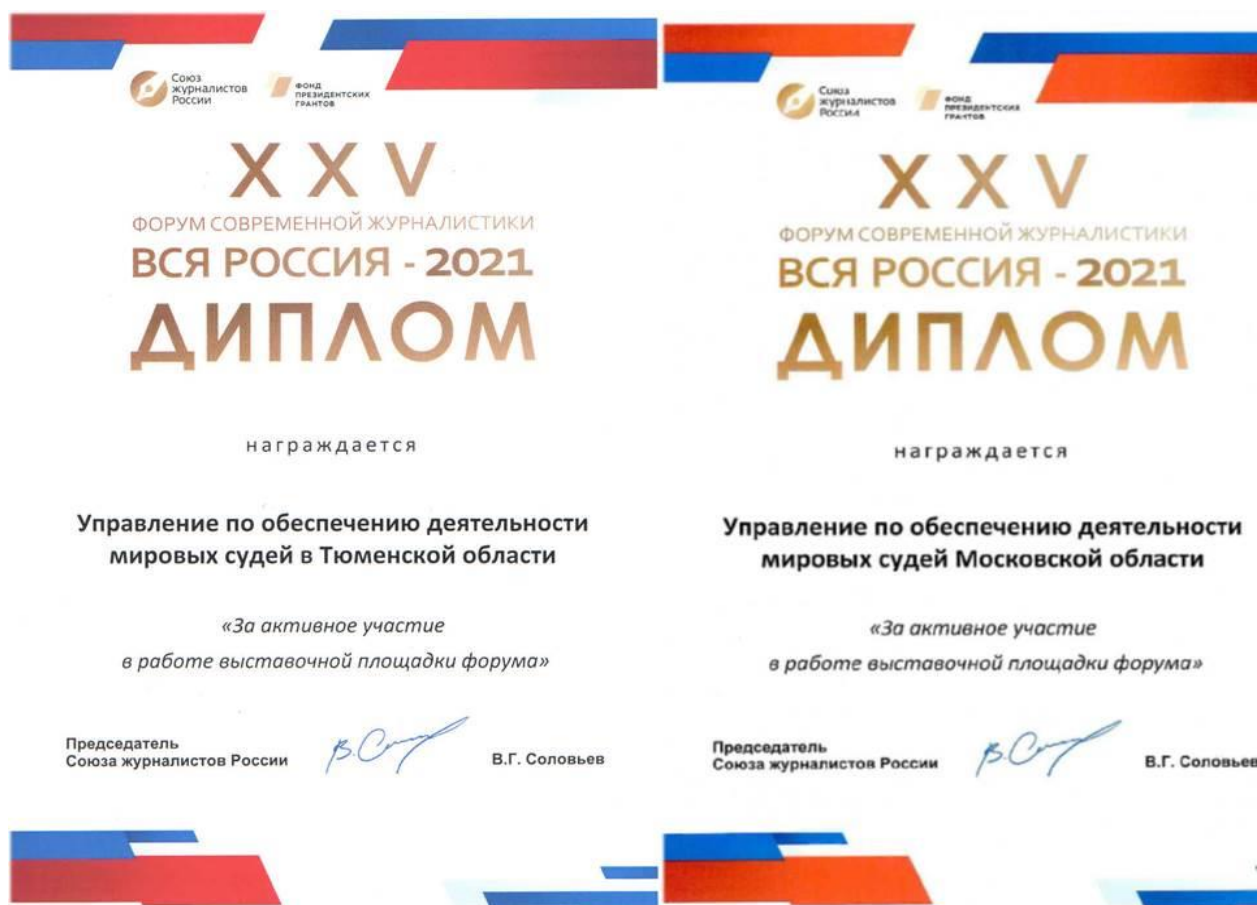 Союз
журналистов
России
ФОНД
ПРЕЗИДЕНТСКИХ
ГРАНТОВ
XXV
ФОРУМ СОВРЕМЕННОЙ ЖУРНАЛИСТИКИ
ВСЯ РОССИЯ - 2021
ДИПЛОМ
награждается
Управление по обеспечению деятельности
мировых судей в Тюменской области
«За активное участие
в работе выставочной площадки форума»
Председатель
Союза журналистов России
В.Г. Соловьев
Союз
журналистов
России
ФОНД
ПРЕЗИДЕНТСКИХ
ГРАНТОВ
XXV
ФОРУМ СОВРЕМЕННОЙ ЖУРНАЛИСТИКИ
ВСЯ РОССИЯ - 2021
ДИПЛОМ
награждается
Управление по обеспечению деятельности
мировых судей Московской области
«За активное участие
в работе выставочной площадки форума»
Председатель
Союза журналистов России
В.Г. Соловьев